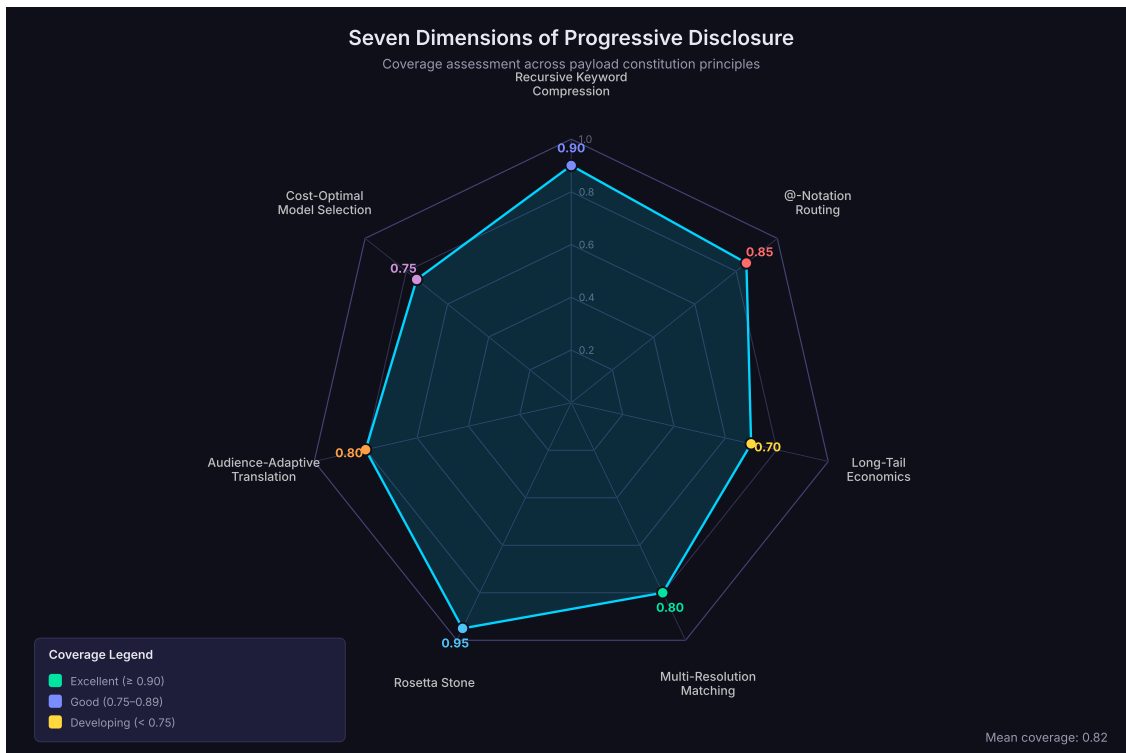 Seven Dimensions of Progressive Disclosure
Coverage assessment across payload constitution principles
Recursive Keyword
Compression
1.0
0.90
Cost-Optimal
Model Selection
@-Notation
Routing
0.8
0.6
0.85
0.75
0.4
0.2
0.80
0.70
Audience-Adaptive
Translation
Long-Tail
Economics
0.80
0.95
Rosetta Stone
Multi-Resolution
Matching
Coverage Legend
Excellent (≥ 0.90)
Good (0.75–0.89)
Developing (< 0.75)
Mean coverage: 0.82